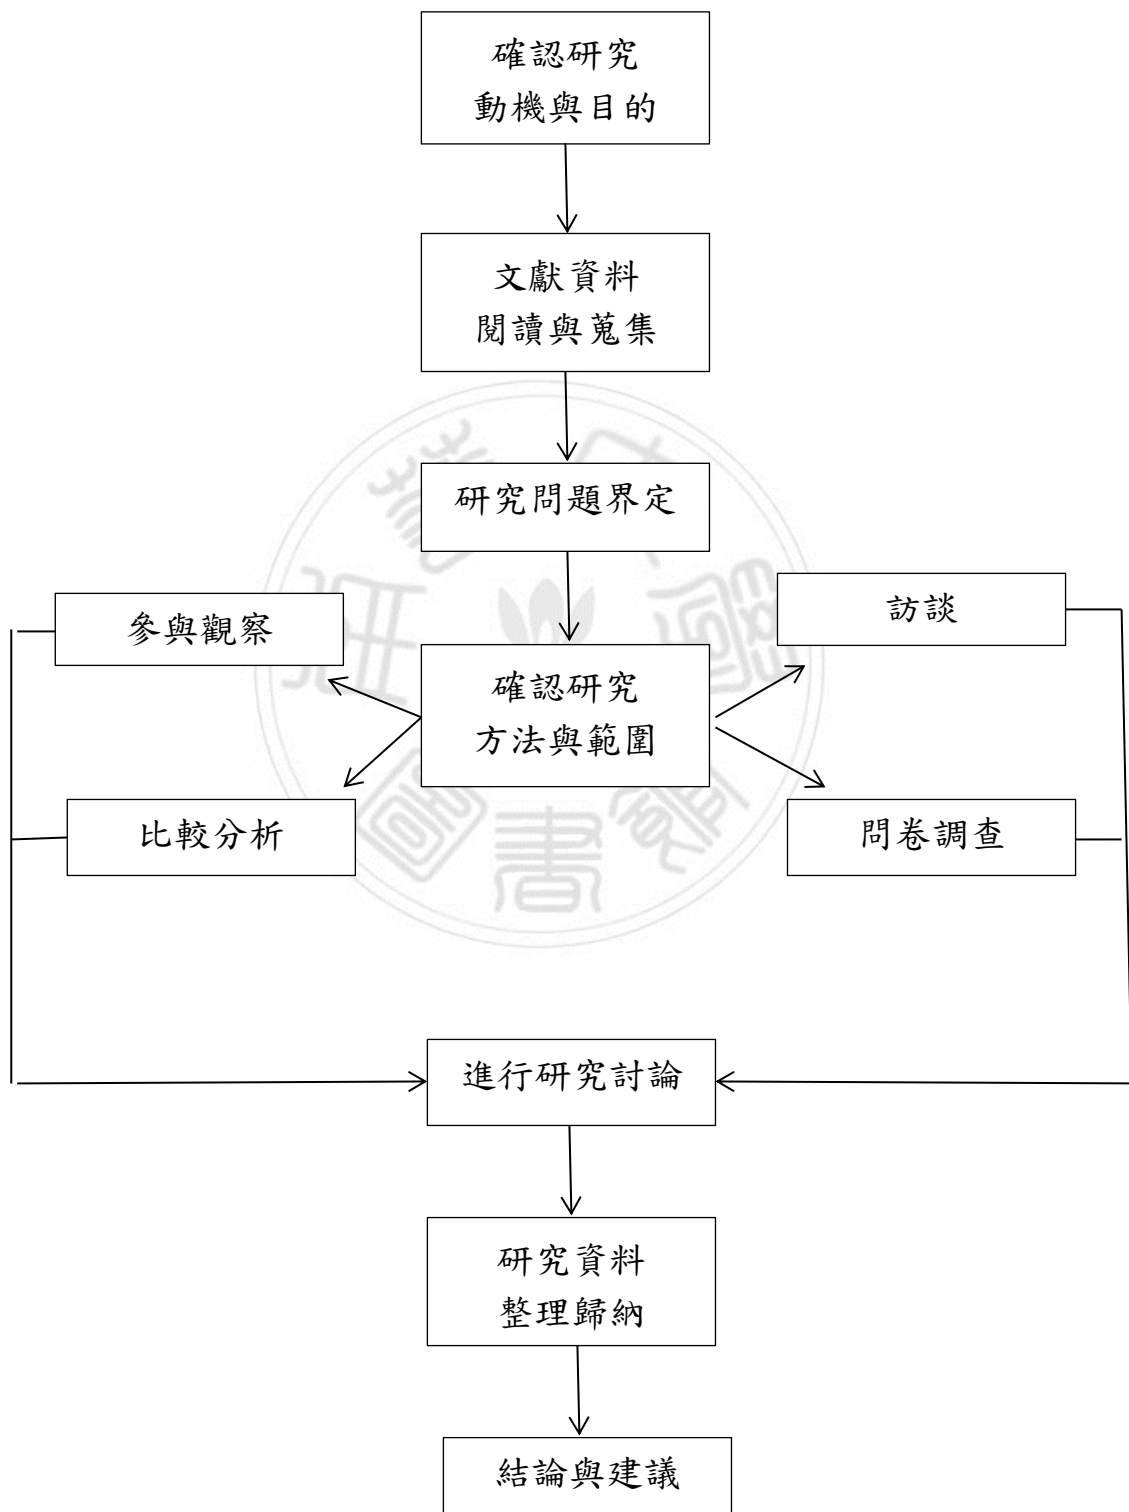 確認研究
動機與目的
文獻資料
閱讀與蒐集
研究問題界定
參與觀察
訪談
確認研究
方法與範圍
比較分析
問卷調查
進行研究討論
研究資料
整理歸納
結論與建議